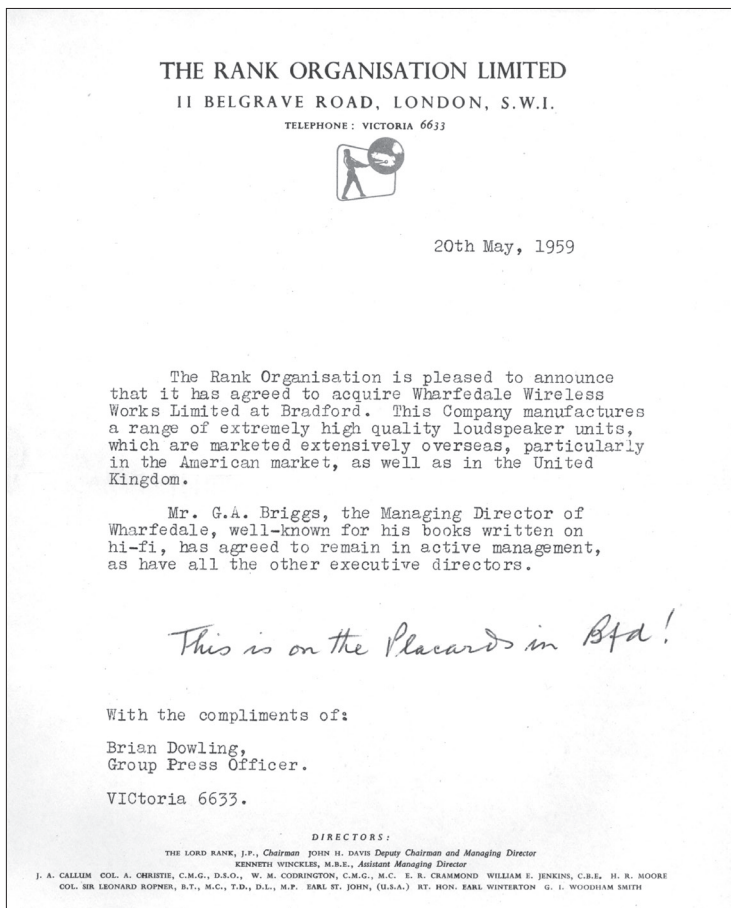 THE RANK ORGANISATION LIMITED
11 BELGRAVE ROAD, LONDON, S.W.I.
TELEPHONE: VICTORIA 6633
20th May, 1959
The Rank Organisation is pleased to announce
that it has agreed to acquire Wharfedale Wireless
Works Limited at Bradford. This Company manufactures
a range of extremely high quality loudspeaker units,
which are marketed extensively overseas, particularly
in the American market, as well as in the United
Kingdom.
Mr. G.A. Briggs, the Managing Director of
Wharfedale, well-known for his books written on
hi-fi, has agreed to remain in active management,
as have all the other executive directors.
This is on the Placards in Bfd!
With the compliments of:
Brian Dowling,
Group Press Officer.
VICtoria 6633.
DIRECTORS:
THE LORD RANK, J.P., Chairman JOHN H. DAVIS Deputy Chairman and Managing Director
KENNETH WINCKLES, M.B.E., Assistant Managing Director
J. A. CALLUM COL. A. CHRISTIE, C.M.G., D.S.O., W. M. CODRINGTON, C.M.G., M.C. E. R. CRAMMOND WILLIAM E. JENKINS, C.B.E. H. R. MOORE
COL. SIR LEONARD ROPNER, B.T., M.C., T.D., D.L., M.P. EARL ST. JOHN, (U.S.A.) RT. HON. EARL WINTERTON G. I. WOODHAM SMITH